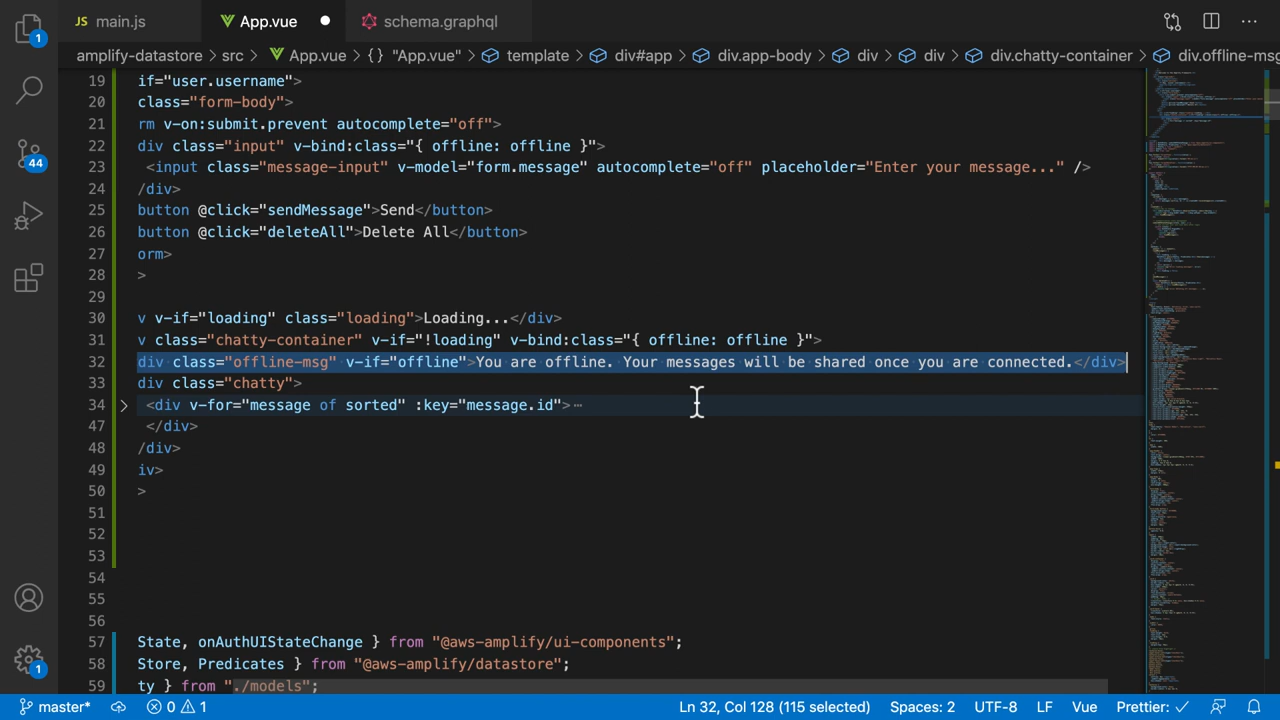 JS main.js
App.vue
schema.graphql
amplify-datastore > src > App.vue > {} "App.vue" > template > div#app > div.app-body > div > div > div.chatty-container > div.offline-msg
19 if="user.username">
20 class="form-body">
21 rm v-on:submit.prevent autocomplete="off">
22 div class="input" v-bind:class="{ offline: offline }">
23 <input class="message-input" v-model="form.message" autocomplete="off" placeholder="Enter your message..." />
24 /div>
25 button @click="sendMessage">Send</button>
26 button @click="deleteAll">Delete All</button>
27 orm>
28 >
29
30 v v-if="loading" class="loading">Loading...</div>
31 v class="chatty-container" v-if="!loading" v-bind:class="{ offline: offline }">
32 div class="offline-msg" v-if="offline">You are offline. Your messages will be shared when you are connected.</div>
33 div class="chatty">
34 <div v-for="message of sorted" :key="message.id">
47 </div>
48 /div>
49 iv>
50 >
51
52
53
54
55
56
57 State, onAuthUIStateChange } from "@aws-amplify/ui-components";
58 Store, Predicates } from "@aws-amplify/datastore";
59 ty } from "./models";
1
44
1
master*
0
1
Ln 32, Col 128 (115 selected)
Spaces: 2
UTF-8
LF
Vue
Prettier: ✓